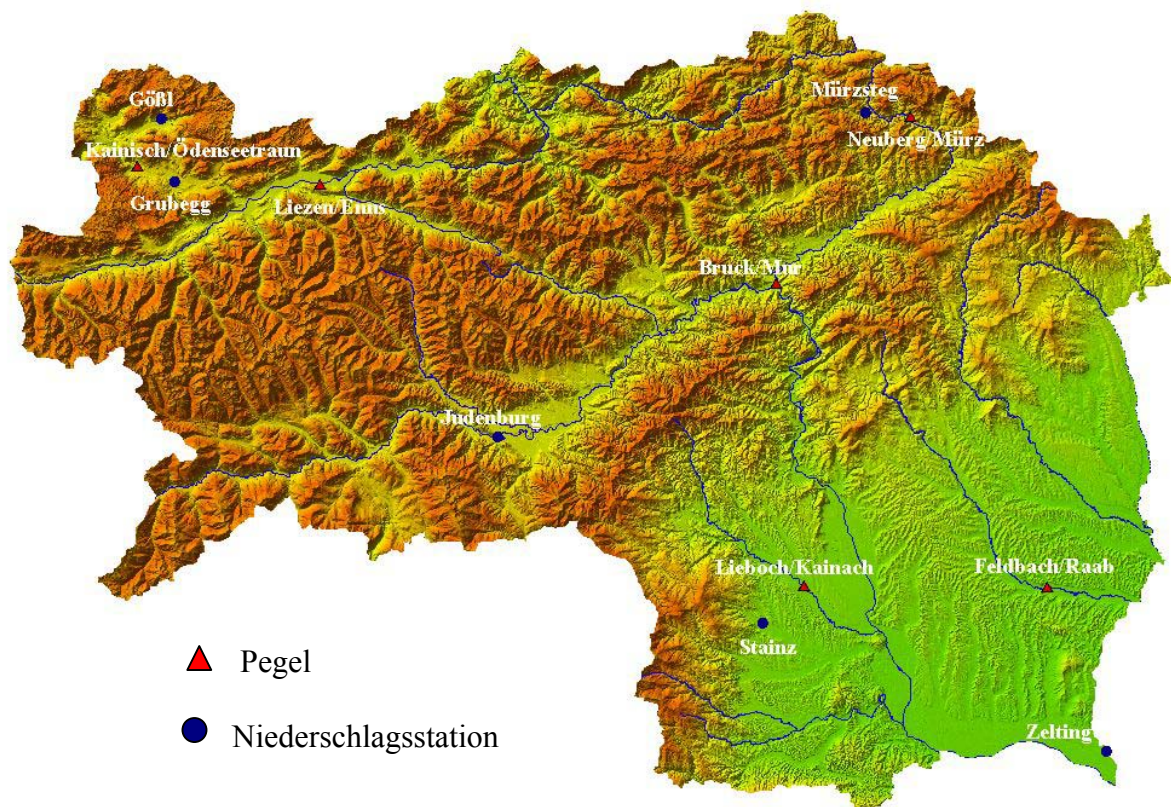 Gößl
Mürzsteg
Neuberg/Mürz
Kainisch/Ödenseetraun
Grubegg
Liezen/Enns
Bruck/Mur
Judenburg
Lieboch/Kainach
Feldbach/Raab
Stainz
Zelting
Pegel
Niederschlagsstation